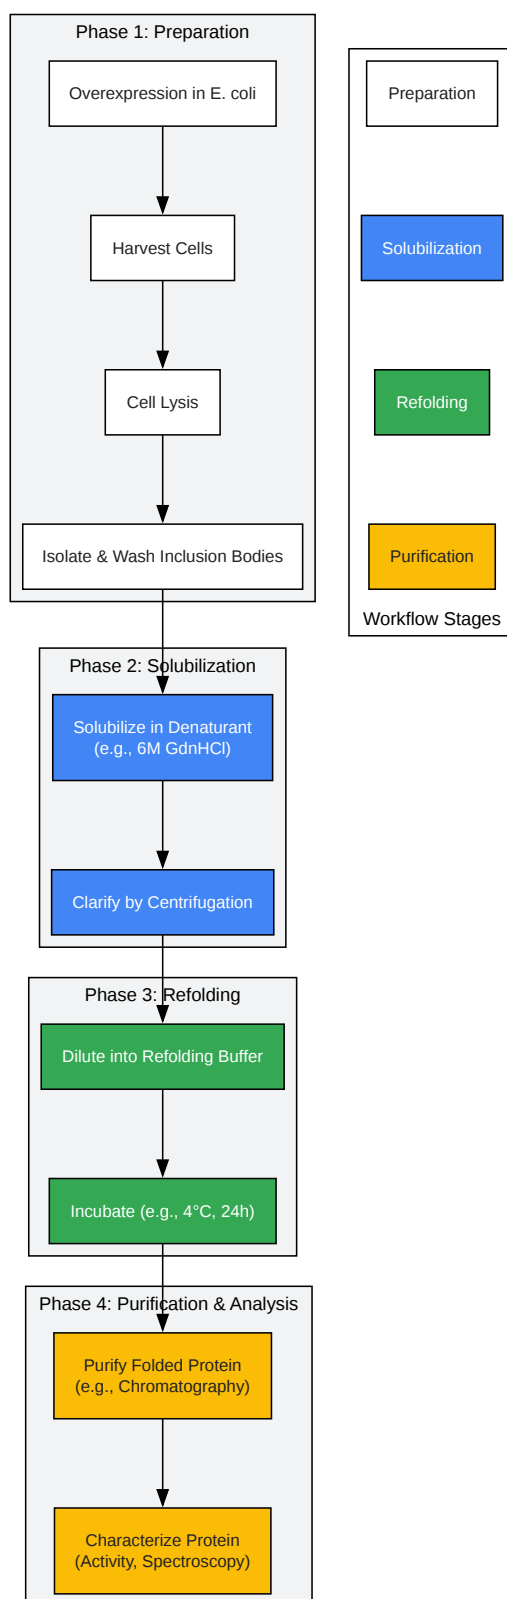 Phase 1: Preparation
Overexpression in E. coli
Harvest Cells
Cell Lysis
Isolate & Wash Inclusion Bodies
Preparation
Solubilization
Refolding
Purification
Workflow Stages
Phase 2: Solubilization
Solubilize in Denaturant
(e.g., 6M GdnHCl)
Clarify by Centrifugation
Phase 3: Refolding
Dilute into Refolding Buffer
Incubate (e.g., 4°C, 24h)
Phase 4: Purification & Analysis
Purify Folded Protein
(e.g., Chromatography)
Characterize Protein
(Activity, Spectroscopy)